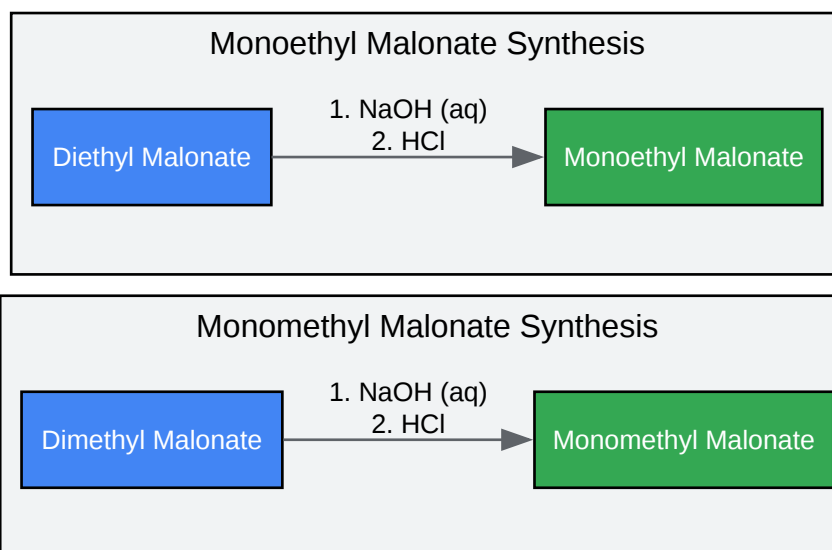 Monoethyl Malonate Synthesis
1. NaOH (aq)
2. HCl
Diethyl Malonate
Monoethyl Malonate
Monomethyl Malonate Synthesis
1. NaOH (aq)
2. HCl
Dimethyl Malonate
Monomethyl Malonate